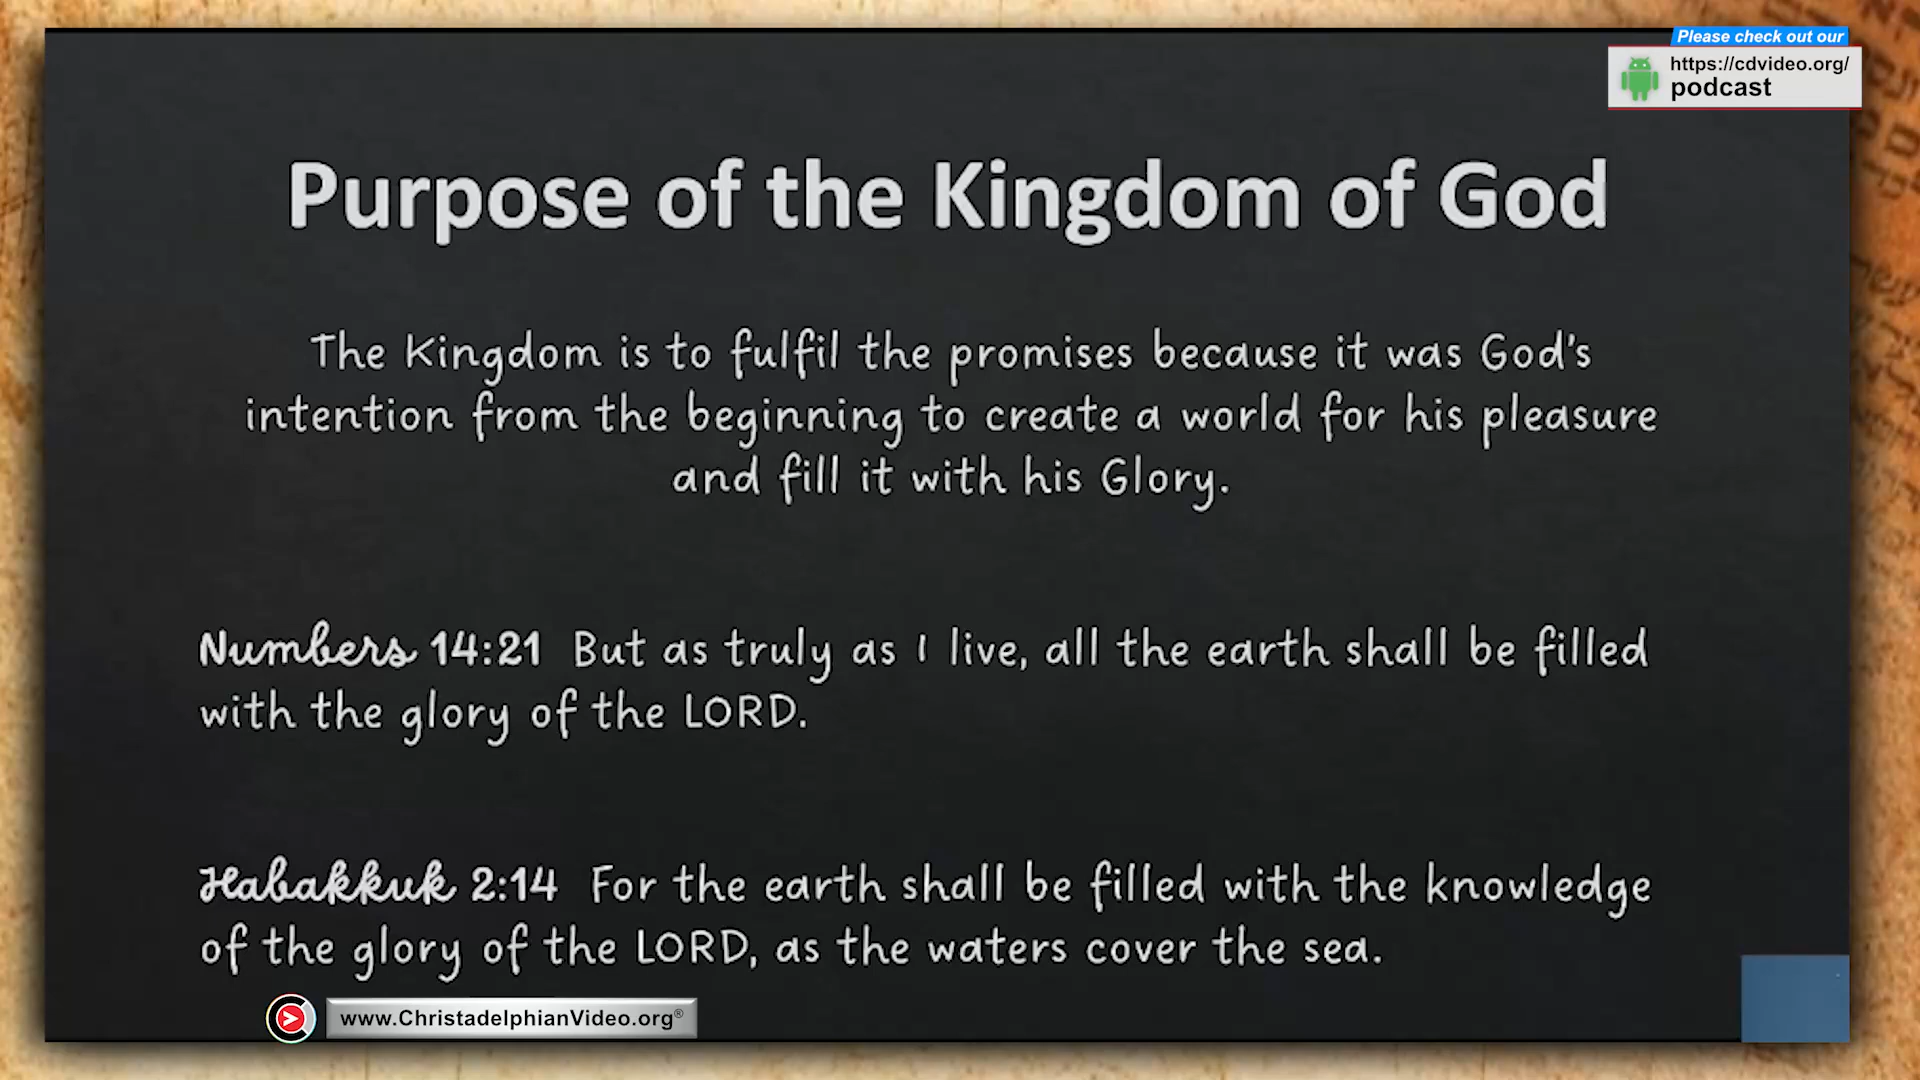 Please check out our
https://cdvideo.org/
podcast
Purpose of the Kingdom of God
The Kingdom is to fulfil the promises because it was God's
intention from the beginning to create a world for his pleasure
and fill it with his Glory.
Numbers 14:21 But as truly as I live, all the earth shall be filled
with the glory of the LORD.
Habakkuk 2:14 For the earth shall be filled with the knowledge
of the glory of the LORD, as the waters cover the sea.
www.ChristadelphianVideo.org®